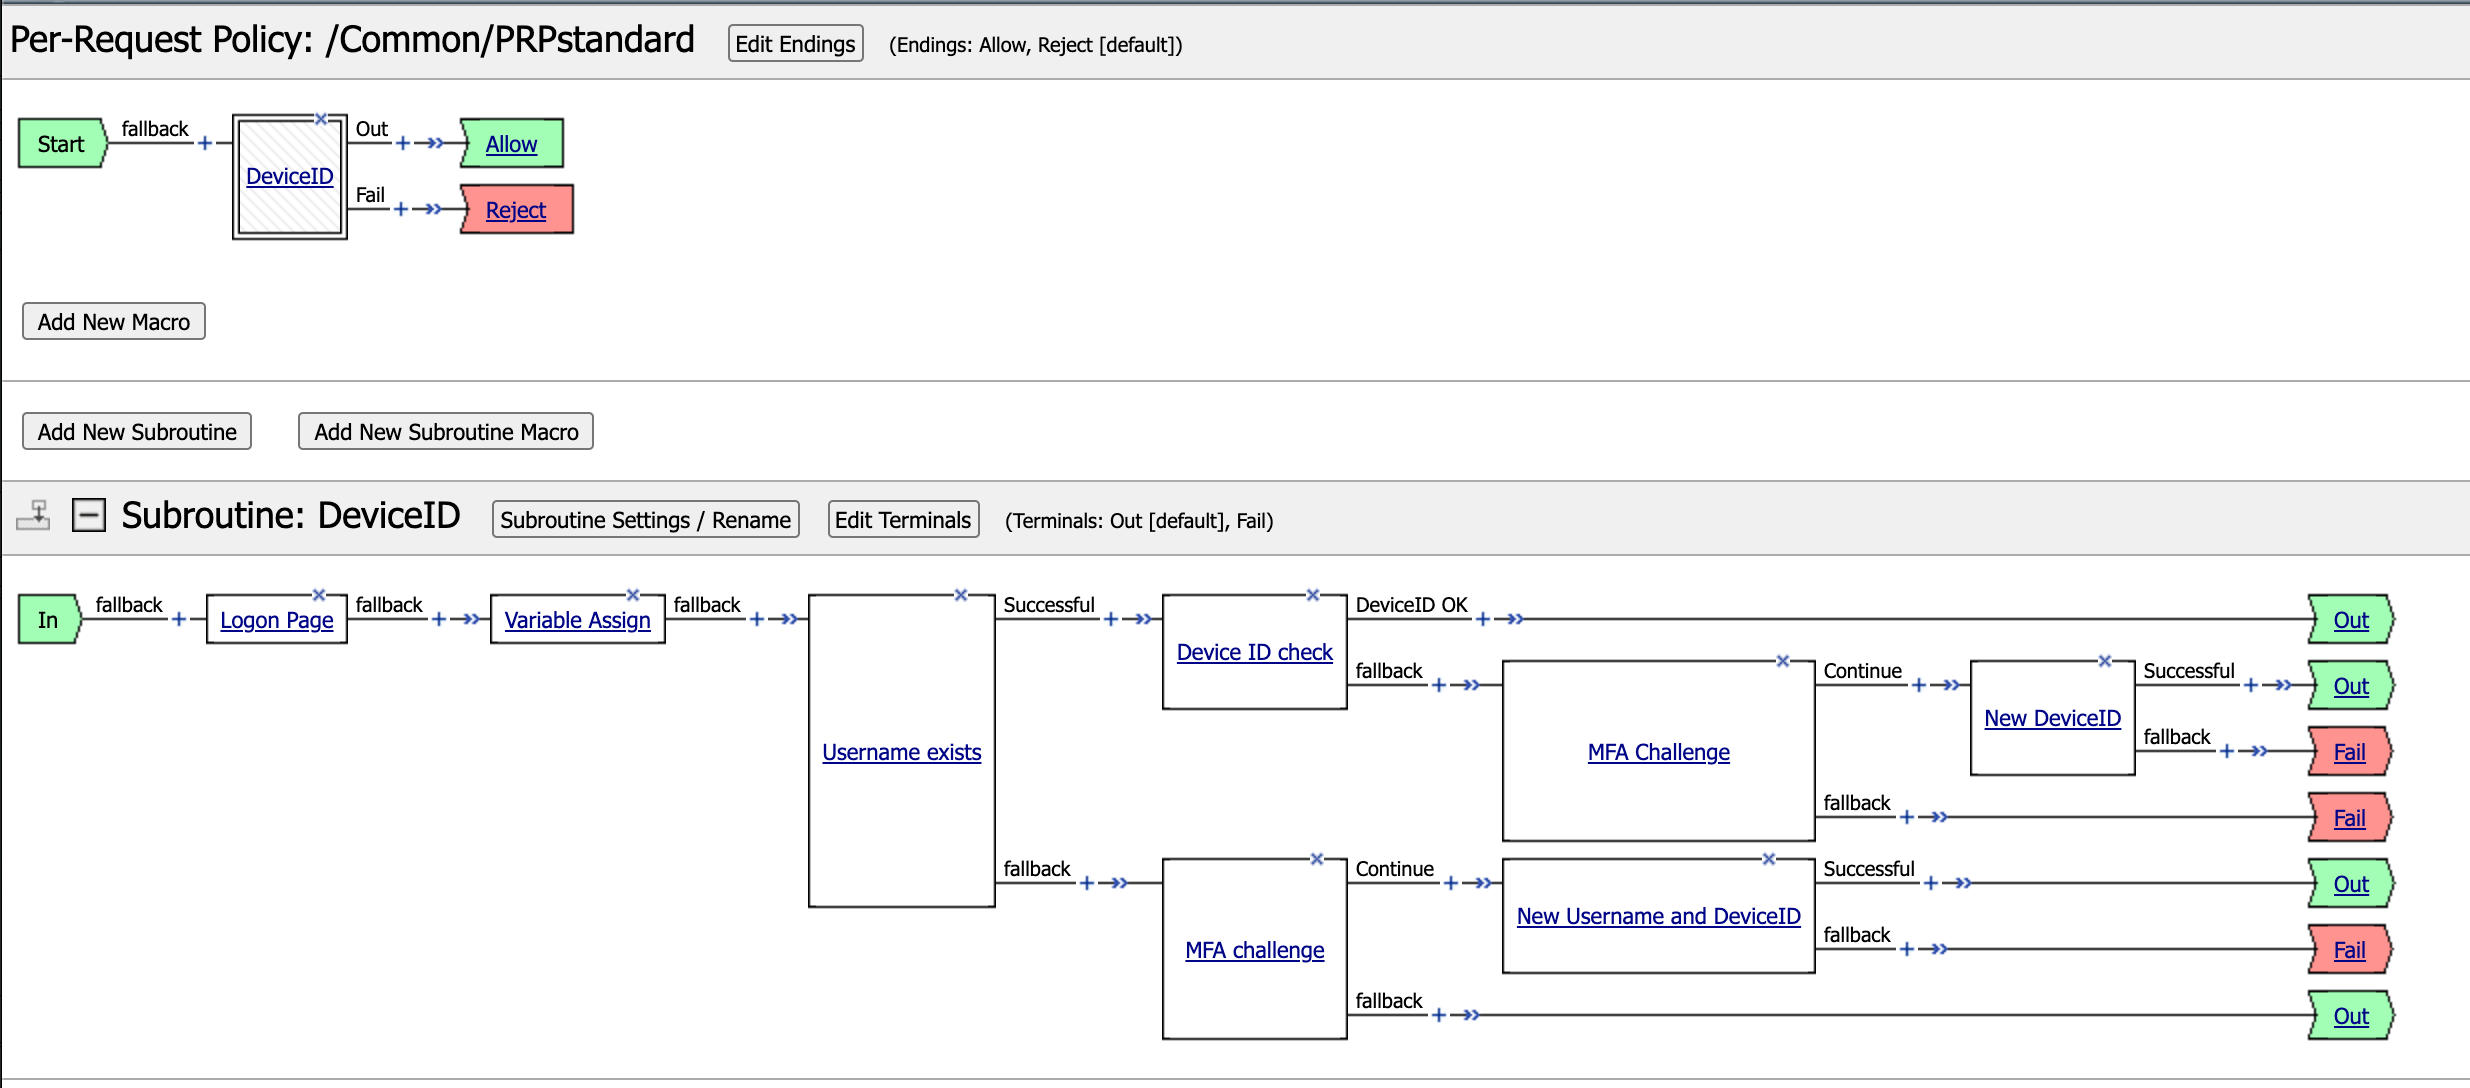 Per-Request Policy: /Common/PRPstandard Edit Endings (Endings: Allow, Reject [default])
Start fallback + DeviceID × Out + Allow
Fail + Reject
Add New Macro
Add New Subroutine Add New Subroutine Macro
Subroutine: DeviceID Subroutine Settings / Rename Edit Terminals (Terminals: Out [default], Fail)
In fallback + Logon Page × fallback + Variable Assign × fallback + × Successful + × DeviceID OK + Out
Device ID check
fallback + × Continue + × Successful + Out
New DeviceID
fallback + Fail
Username exists MFA Challenge
fallback + Fail
fallback + × Continue + × Successful + Out
New Username and DeviceID
fallback + Fail
MFA challenge
fallback + Out